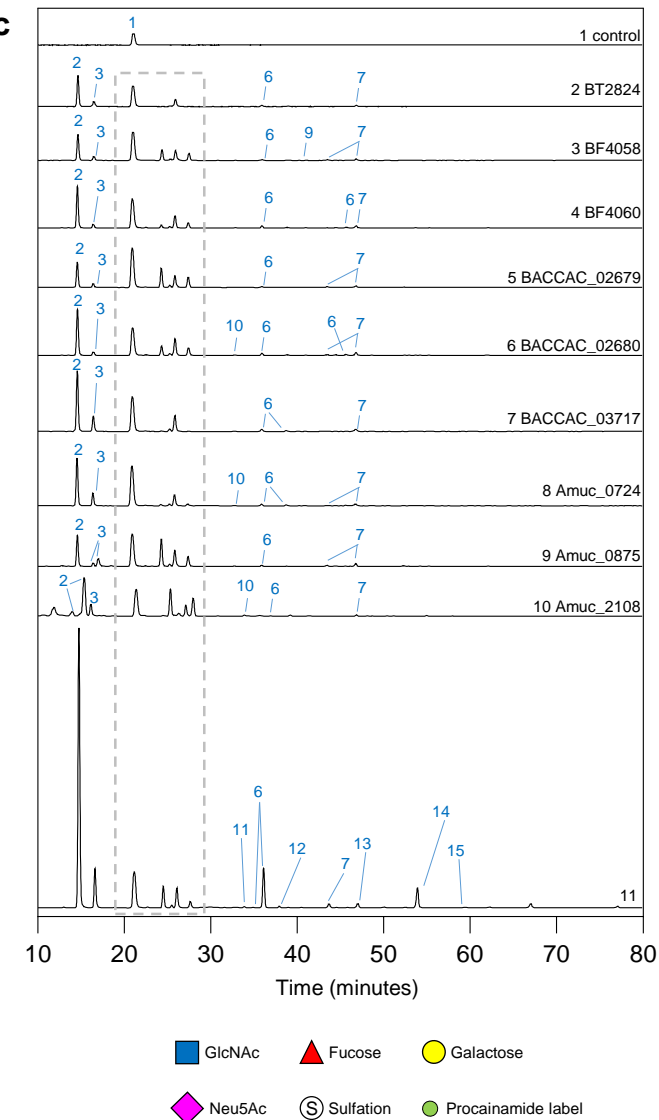 c
1
1 control
2 3 6 7
2 BT2824
2 3 6 9 7
3 BF4058
2 3 6 6 7
4 BF4060
2 3 6 7
5 BACCAC_02679
2 3 10 6 6 7
6 BACCAC_02680
2 3 6 7
7 BACCAC_03717
2 3 10 6 7
8 Amuc_0724
2 3 6 7
9 Amuc_0875
2 3 10 6 7
10 Amuc_2108
6
14
11
13
12
15
7
11
10 20 30 40 50 60 70 80
Time (minutes)
GlcNAc Fucose Galactose
Neu5Ac S Sulfation Procainamide label